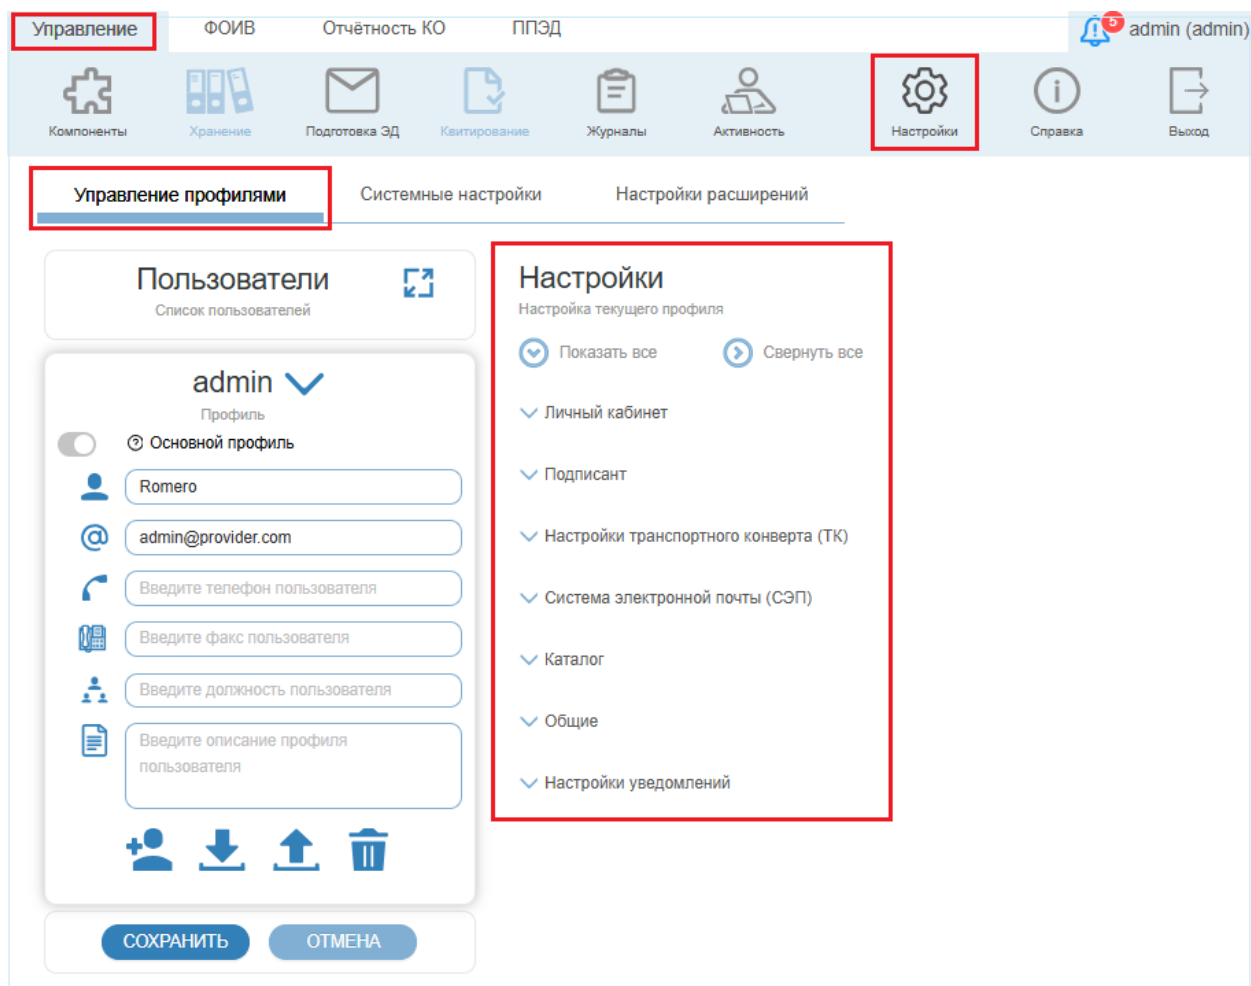 Управление ФОИВ Отчётность КО ППЭД 5 admin (admin)
Компоненты Хранение Подготовка ЭД Квитирование Журналы Активность Настройки Справка Выход
Управление профилями Системные настройки Настройки расширений
Пользователи
Список пользователей
admin
Профиль
Основной профиль
Romero
admin@provider.com
Введите телефон пользователя
Введите факс пользователя
Введите должность пользователя
Введите описание профиля
пользователя
СОХРАНИТЬ ОТМЕНА
Настройки
Настройка текущего профиля
Показать все Свернуть все
Личный кабинет
Подписант
Настройки транспортного конверта (ТК)
Система электронной почты (СЭП)
Каталог
Общие
Настройки уведомлений